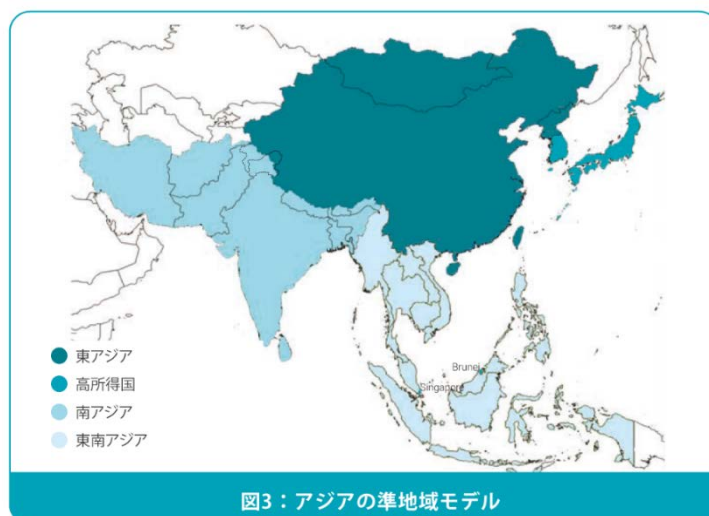 Brunei
Singapore
東アジア
高所得国
南アジア
東南アジア
図3：アジアの準地域モデル